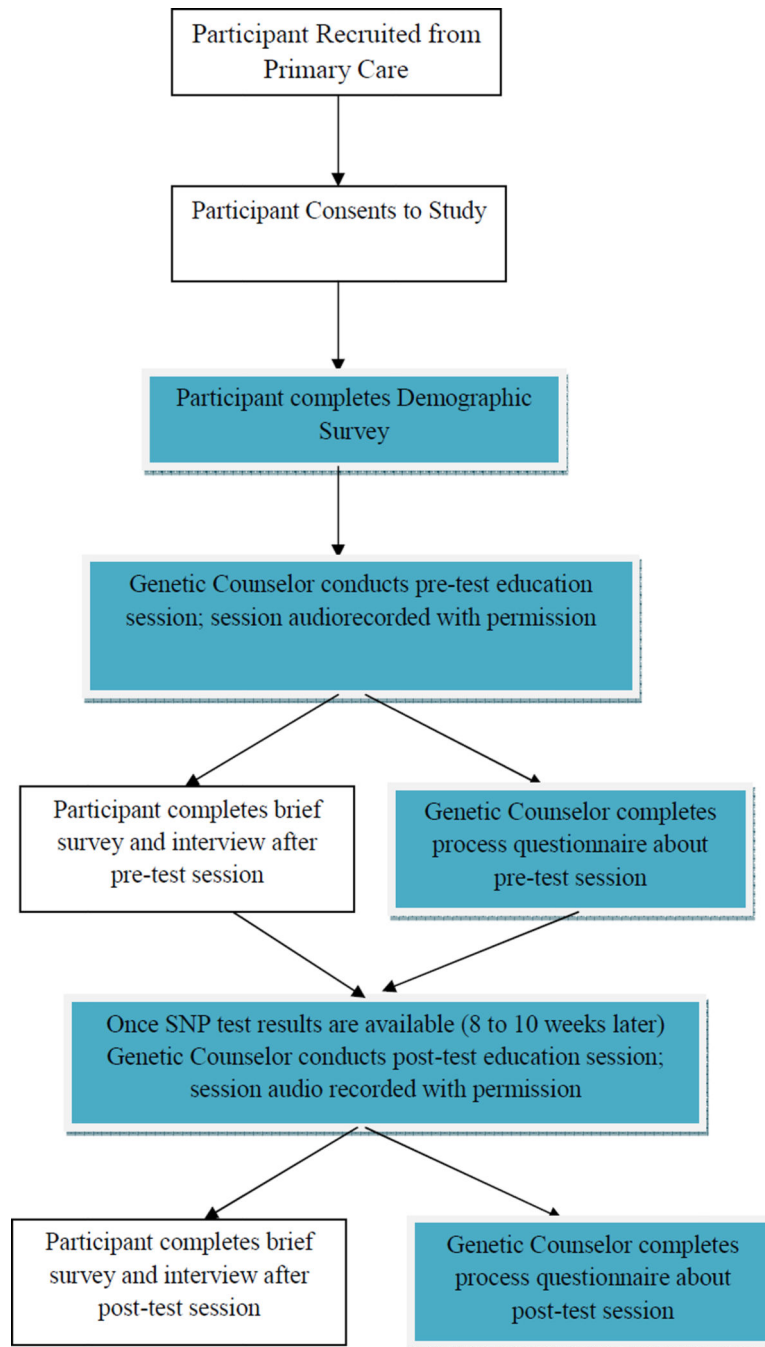 Participant Recruited from
Primary Care
Participant Consents to Study
Participant completes Demographic
Survey
Genetic Counselor conducts pre-test education
session; session audiorecorded with permission
Participant completes brief
survey and interview after
pre-test session
Genetic Counselor completes
process questionnaire about
pre-test session
Once SNP test results are available (8 to 10 weeks later)
Genetic Counselor conducts post-test education session;
session audio recorded with permission
Participant completes brief
survey and interview after
post-test session
Genetic Counselor completes
process questionnaire about
post-test session